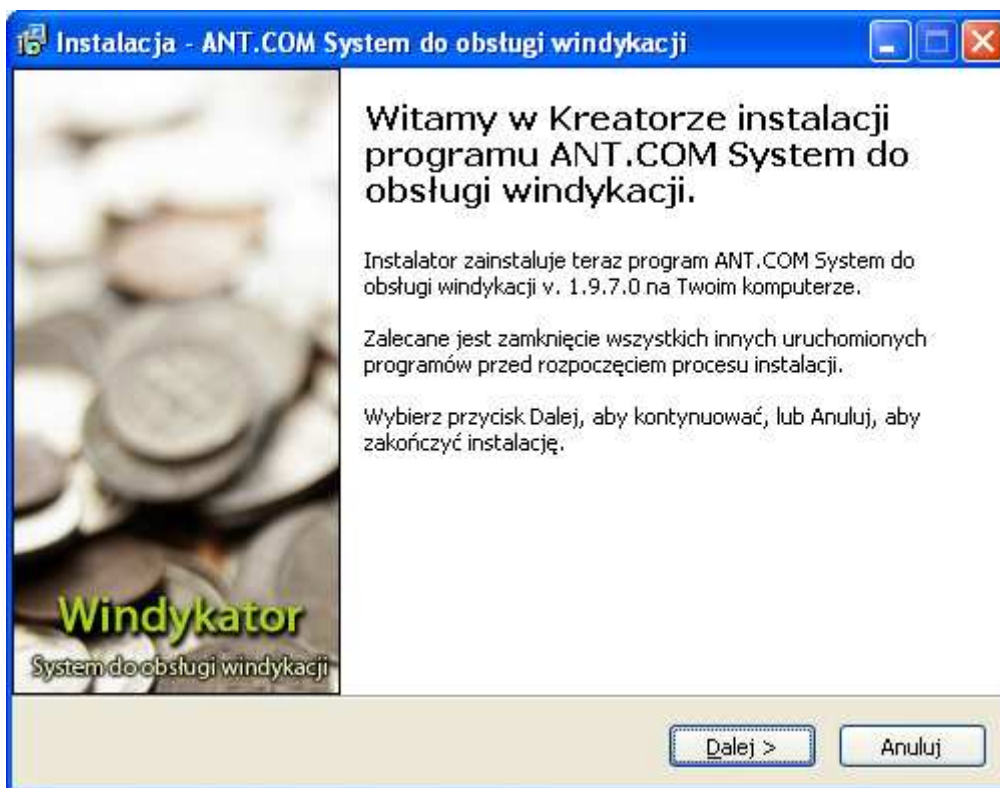 Instalacja - ANT.COM System do obsługi windykacji
Witamy w Kreatorze instalacji
programu ANT.COM System do
obsługi windykacji.
Instalator zainstaluje teraz program ANT.COM System do
obsługi windykacji v. 1.9.7.0 na Twoim komputerze.
Zalecane jest zamknięcie wszystkich innych uruchomionych
programów przed rozpoczęciem procesu instalacji.
Wybierz przycisk Dalej, aby kontynuować, lub Anuluj, aby
zakończyć instalację.
Windykator
System do obsługi windykacji
Dalej > Anuluj